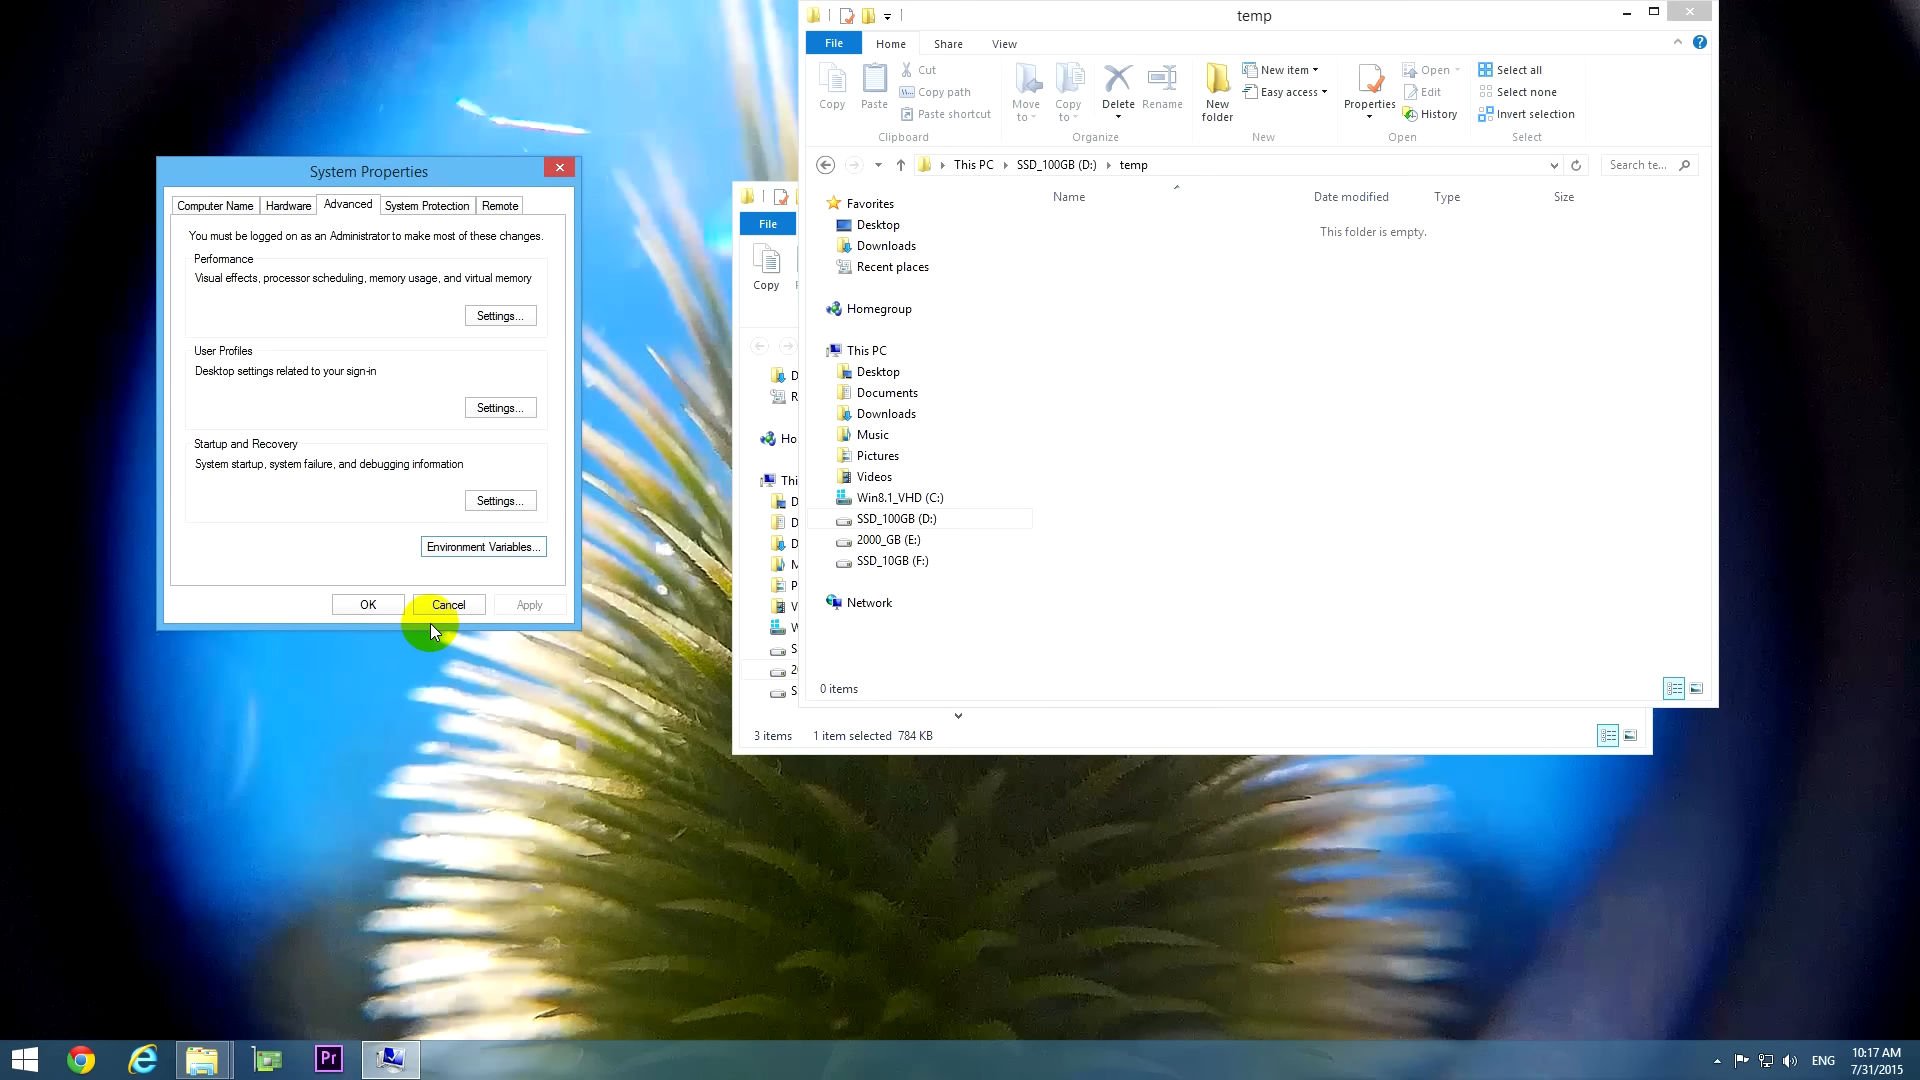 System Properties
Computer Name
Hardware
Advanced
System Protection
Remote
You must be logged on as an Administrator to make most of these changes.
Performance
Visual effects, processor scheduling, memory usage, and virtual memory
Settings...
User Profiles
Desktop settings related to your sign-in
Settings...
Startup and Recovery
System startup, system failure, and debugging information
Settings...
Environment Variables...
OK
Cancel
Apply
temp
File
Home
Share
View
Copy
Paste
Cut
Copy path
Paste shortcut
Clipboard
Move to
Copy to
Delete
Rename
Organize
New folder
New item
Easy access
New
Properties
Open
Edit
History
Open
Select all
Select none
Invert selection
Select
This PC
SSD_100GB (D:)
temp
Search te...
Name
Date modified
Type
Size
This folder is empty.
Favorites
Desktop
Downloads
Recent places
Homegroup
This PC
Desktop
Documents
Downloads
Music
Pictures
Videos
Win8.1_VHD (C:)
SSD_100GB (D:)
2000_GB (E:)
SSD_10GB (F:)
Network
0 items
File
Copy
D
R
Ho
Thi
D
D
D
M
P
V
W
S
2
S
3 items
1 item selected 784 KB
Pr
ENG
10:17 AM
7/31/2015